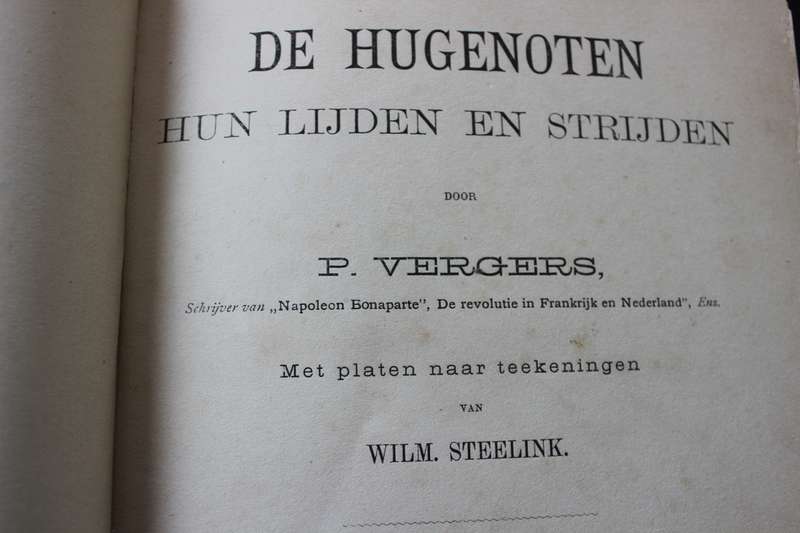 DE HUGENOTEN
HUN LIJDEN EN STRIJDEN
DOOR
P. VERGERS,
Schrijver van „Napoleon Bonaparte", De revolutie in Frankrijk en Nederland", Enz.
Met platen naar teekeningen
VAN
WILM. STEELINK.